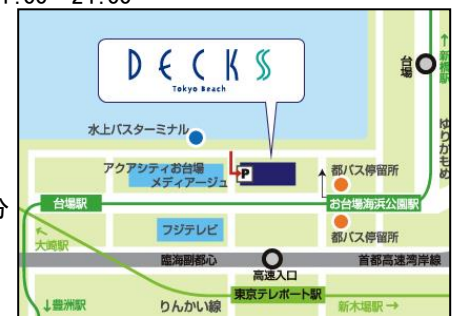 DECKS
Tokyo Beach
台場
↑新橋駅
ゆりかもめ
水上バスターミナル
アクアシティお台場
メディアージュ
P
都バス停留所
分
台場駅
お台場海浜公園駅
フジテレビ
都バス停留所
↖大崎駅
臨海副都心
首都高速湾岸線
高速入口
東京テレポート駅
↓豊洲駅
りんかい線
新木場駅→